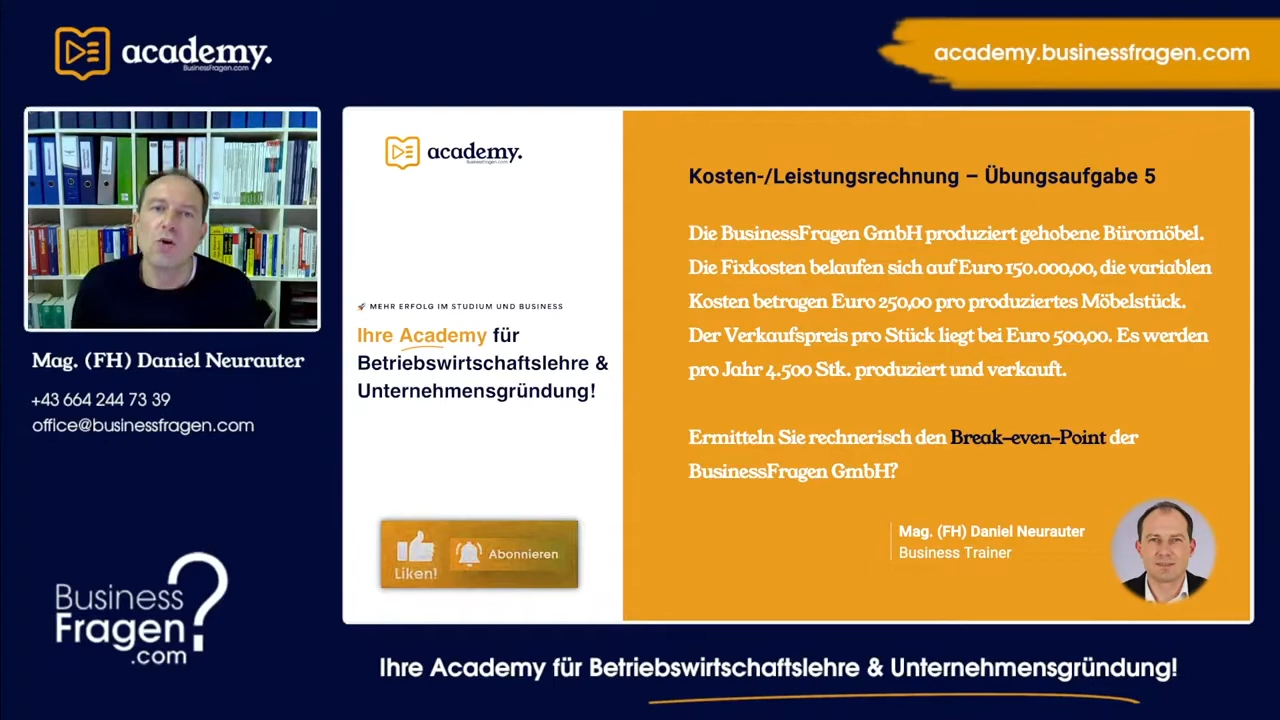 academy.
BusinessFragen.com
academy.businessfragen.com
Mag. (FH) Daniel Neurauter
+43 664 244 73 39
office@businessfragen.com
Business
Fragen?
.com
academy.
BusinessFragen.com
MEHR ERFOLG IM STUDIUM UND BUSINESS
Ihre Academy für
Betriebswirtschaftslehre &
Unternehmensgründung!
Liken!
Abonnieren
Kosten-/Leistungsrechnung – Übungsaufgabe 5
Die BusinessFragen GmbH produziert gehobene Büromöbel.
Die Fixkosten belaufen sich auf Euro 150.000,00, die variablen
Kosten betragen Euro 250,00 pro produziertes Möbelstück.
Der Verkaufspreis pro Stück liegt bei Euro 500,00. Es werden
pro Jahr 4.500 Stk. produziert und verkauft.
Ermitteln Sie rechnerisch den Break-even-Point der
BusinessFragen GmbH?
Mag. (FH) Daniel Neurauter
Business Trainer
Ihre Academy für Betriebswirtschaftslehre & Unternehmensgründung!